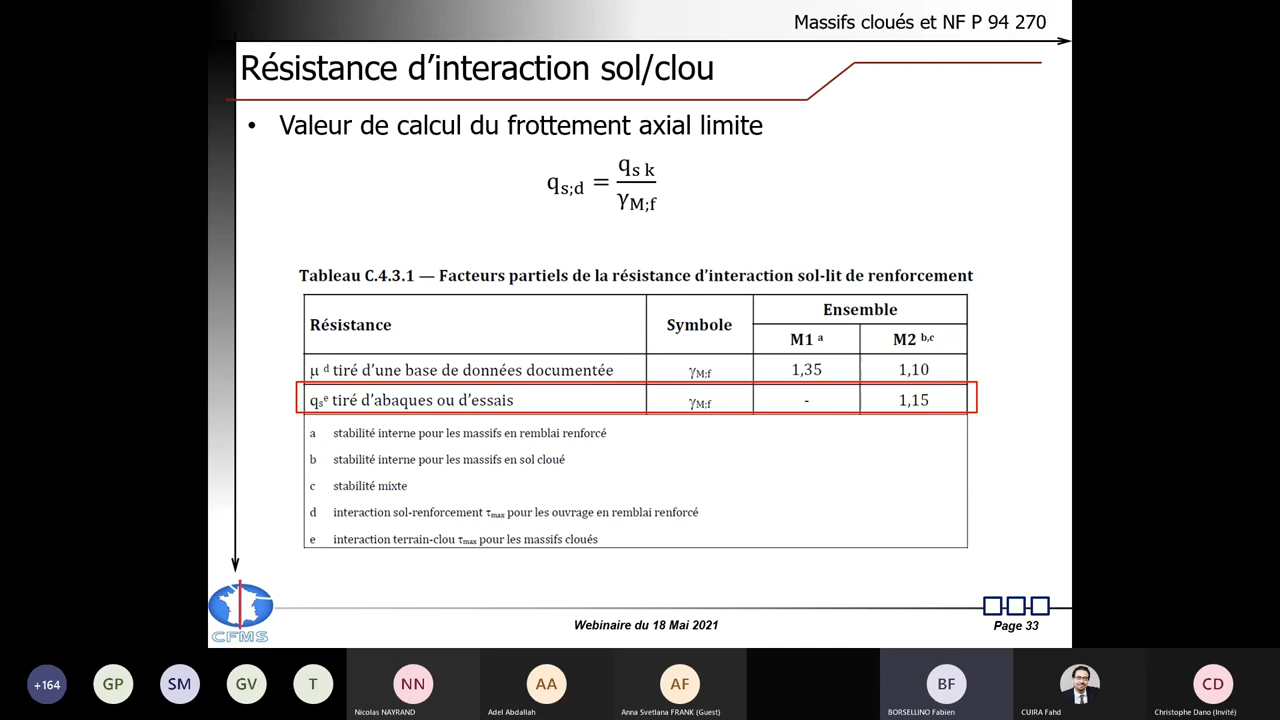 Massifs cloués et NF P 94 270
Résistance d'interaction sol/clou
• Valeur de calcul du frottement axial limite
qs;d = qs k / γM;f
Tableau C.4.3.1 — Facteurs partiels de la résistance d'interaction sol-lit de renforcement
Résistance Symbole Ensemble
M1 a M2 b,c
μ d tiré d'une base de données documentée γM;f 1,35 1,10
qs e tiré d'abaques ou d'essais γM;f - 1,15
a stabilité interne pour les massifs en remblai renforcé
b stabilité interne pour les massifs en sol cloué
c stabilité mixte
d interaction sol-renforcement τmax pour les ouvrage en remblai renforcé
e interaction terrain-clou τmax pour les massifs cloués
CFMS
Webinaire du 18 Mai 2021
Page 33
+164 GP SM GV T NN AA AF BF CD
Nicolas NAYRAND Adel Abdallah Anna Svetlana FRANK (Guest) BORSELLINO Fabien CUIRA Fahd Christophe Dano (Invité)